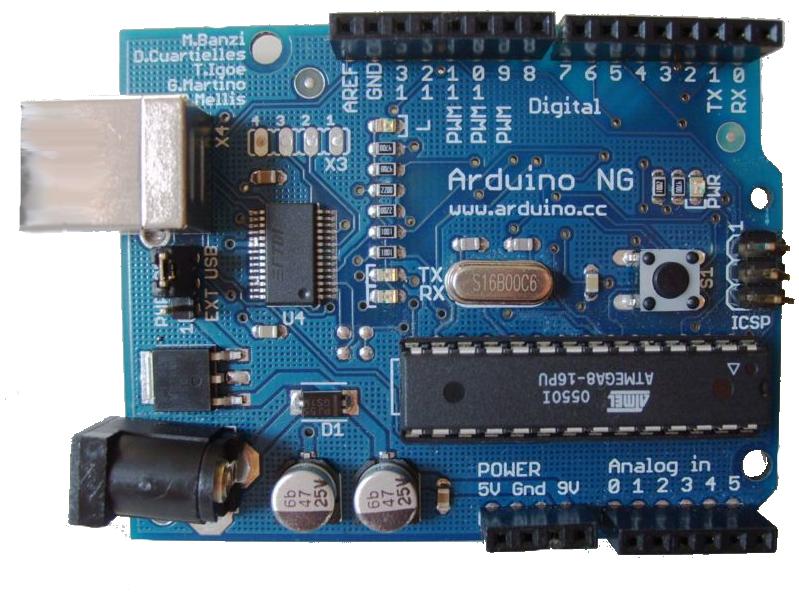 M.Banzi
D.Cuartielles
T.Igoe
G.Martino
Mellis
X4
4 3 2 1
X3
AREF
GND
13
12
11
10
9
8
7
6
5
4
3
2
1
0
TX
RX
L
PWM
PWM
PWM
Digital
Arduino NG
www.arduino.cc
PWR
TX
RX
S16B00C6
S1
1
ICSP
EXT USB
1
U4
ATMEL
0550I
ATMEGA8-16PU
D1
6b
47
25V
6b
47
25V
POWER
5V Gnd 9V
Analog in
0 1 2 3 4 5